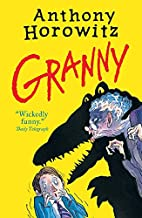 Anthony
Horowitz
GRANNY
"Wickedly
funny."
Daily Telegraph